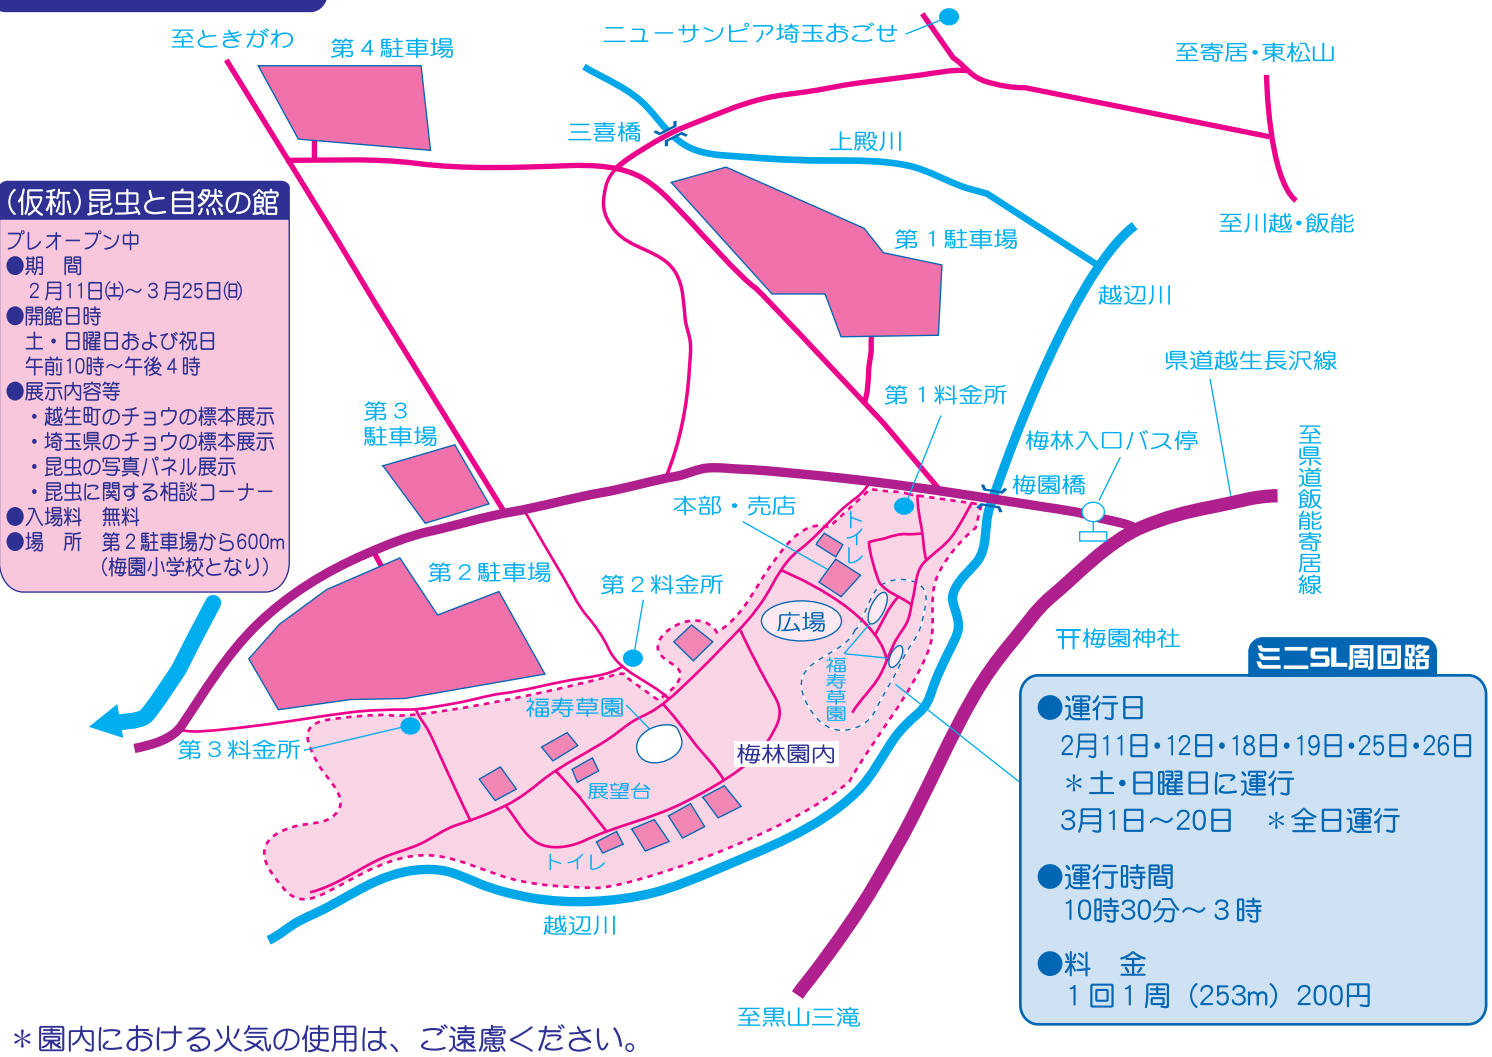 至ときがわ
第４駐車場
ニューサンピア埼玉おごせ
至寄居・東松山
三喜橋
上殿川
至川越・飯能
第１駐車場
越辺川
県道越生長沢線
第１料金所
梅林入口バス停
梅園橋
至県道飯能寄居線
第３
駐車場
本部・売店
トイレ
第２駐車場
第２料金所
広場
福寿草園
梅園神社
福寿草園
第３料金所
梅林園内
展望台
トイレ
越辺川
至黒山三滝
（仮称）昆虫と自然の館
プレオープン中
●期　間
２月11日㈯～３月25日㈰
●開館日時
土・日曜日および祝日
午前10時～午後４時
●展示内容等
・越生町のチョウの標本展示
・埼玉県のチョウの標本展示
・昆虫の写真パネル展示
・昆虫に関する相談コーナー
●入場料　無料
●場　所　第２駐車場から600m
（梅園小学校となり）
ミニSL周回路
●運行日
2月11日・12日・18日・19日・25日・26日
＊土・日曜日に運行
3月1日～20日　＊全日運行
●運行時間
10時30分～３時
●料　金
１回１周（253m）200円
＊園内における火気の使用は、ご遠慮ください。